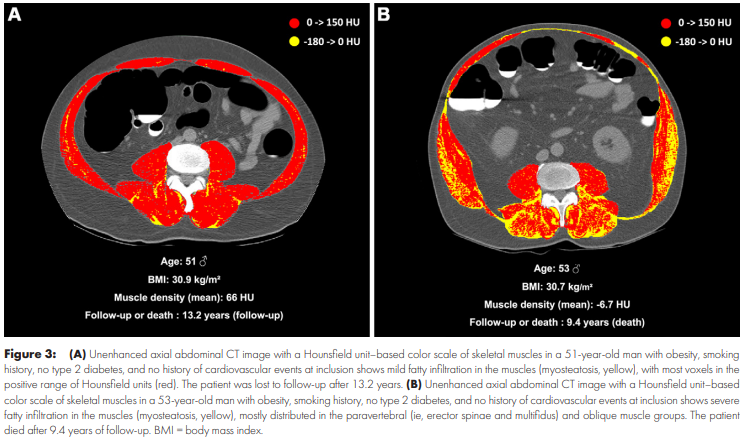 A
0 -> 150 HU
-180 -> 0 HU
Age: 51 ♂
BMI: 30.9 kg/m²
Muscle density (mean): 66 HU
Follow-up or death : 13.2 years (follow-up)
B
0 -> 150 HU
-180 -> 0 HU
Age: 53 ♂
BMI: 30.7 kg/m²
Muscle density (mean): -6.7 HU
Follow-up or death : 9.4 years (death)
Figure 3: (A) Unenhanced axial abdominal CT image with a Hounsfield unit–based color scale of skeletal muscles in a 51-year-old man with obesity, smoking
history, no type 2 diabetes, and no history of cardiovascular events at inclusion shows mild fatty infiltration in the muscles (myosteatosis, yellow), with most voxels in the
positive range of Hounsfield units (red). The patient was lost to follow-up after 13.2 years. (B) Unenhanced axial abdominal CT image with a Hounsfield unit–based
color scale of skeletal muscles in a 53-year-old man with obesity, smoking history, no type 2 diabetes, and no history of cardiovascular events at inclusion shows severe
fatty infiltration in the muscles (myosteatosis, yellow), mostly distributed in the paravertebral (ie, erector spinae and multifidus) and oblique muscle groups. The patient
died after 9.4 years of follow-up. BMI = body mass index.